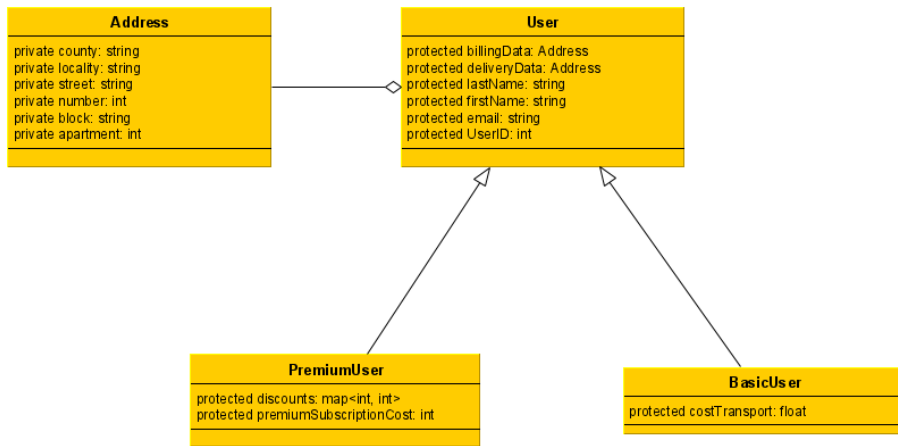 Address
private county: string
private locality: string
private street: string
private number: int
private block: string
private apartment: int
User
protected billingData: Address
protected deliveryData: Address
protected lastName: string
protected firstName: string
protected email: string
protected UserID: int
PremiumUser
protected discounts: map<int, int>
protected premiumSubscriptionCost: int
BasicUser
protected costTransport: float